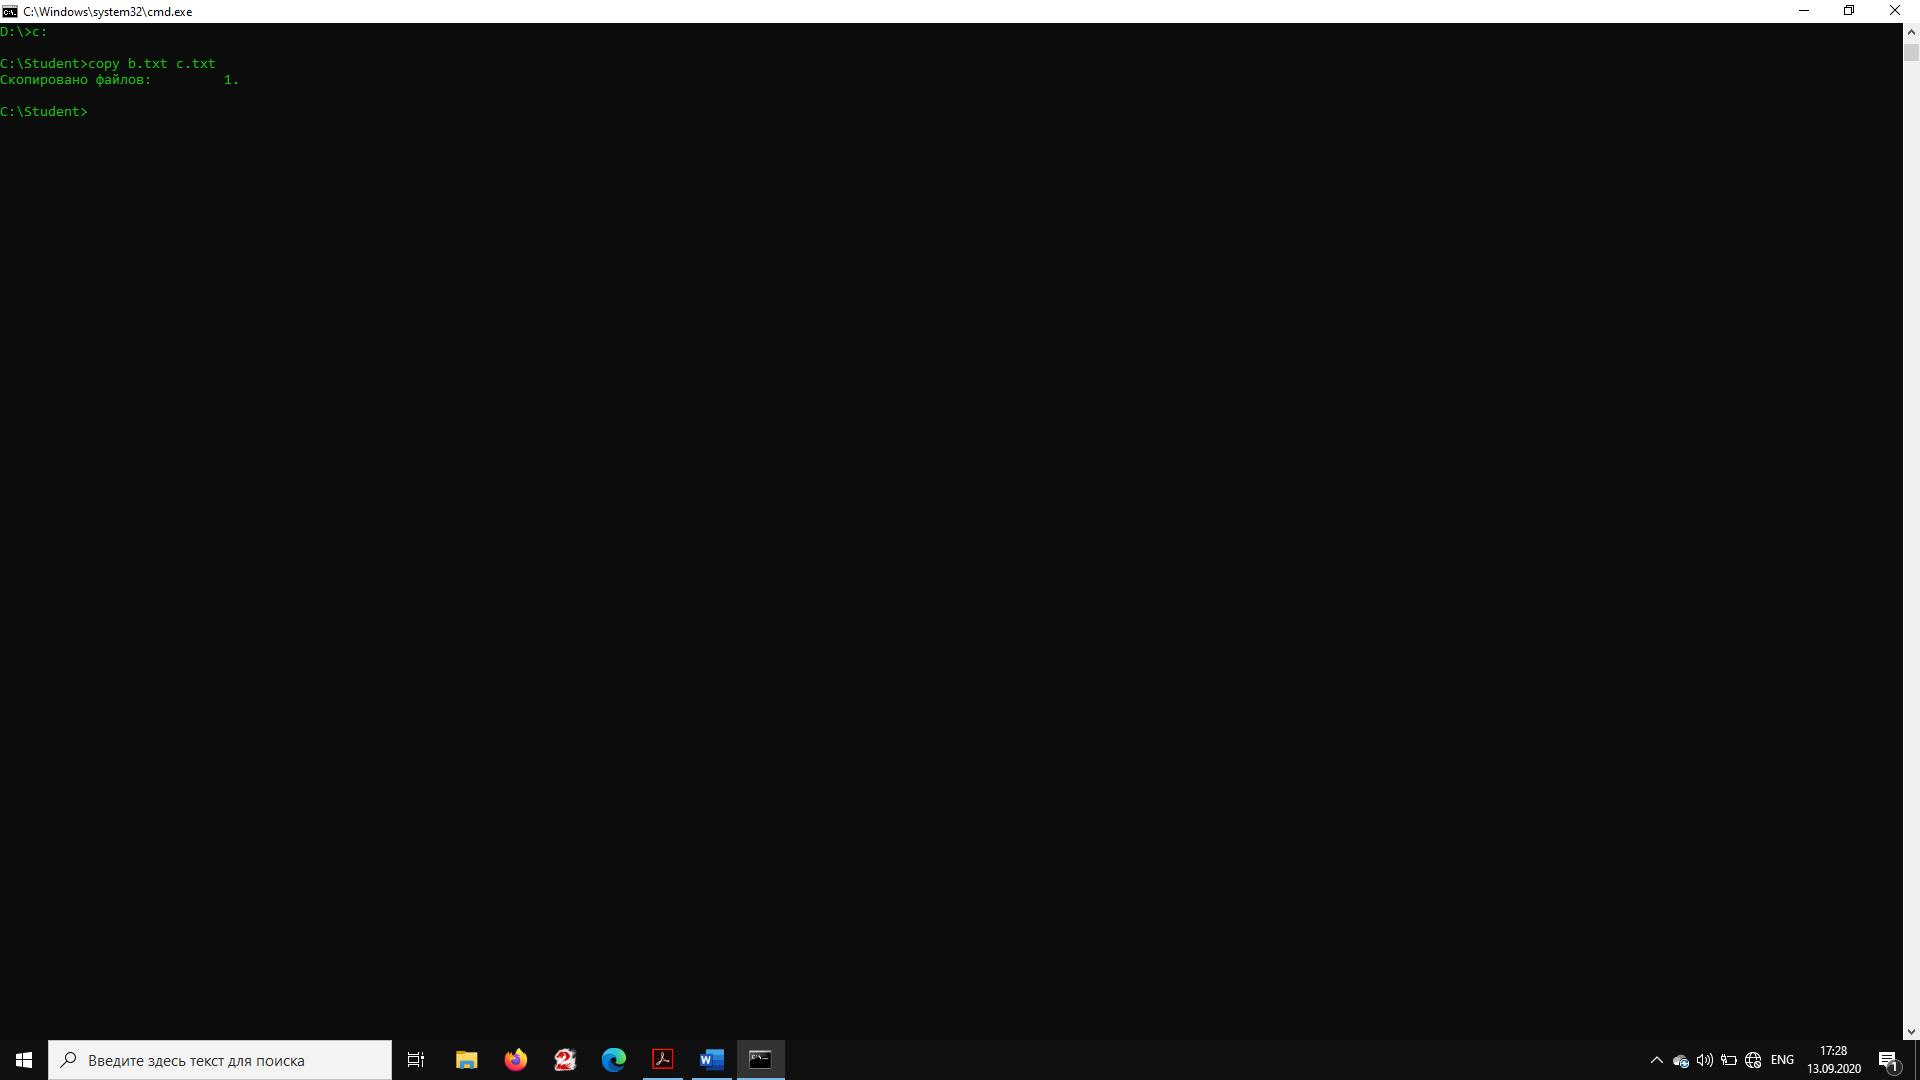 C:\Windows\system32\cmd.exe
D:\>c:
C:\Student>copy b.txt c.txt
Скопировано файлов:         1.
C:\Student>
Введите здесь текст для поиска
ENG
17:28
13.09.2020
1